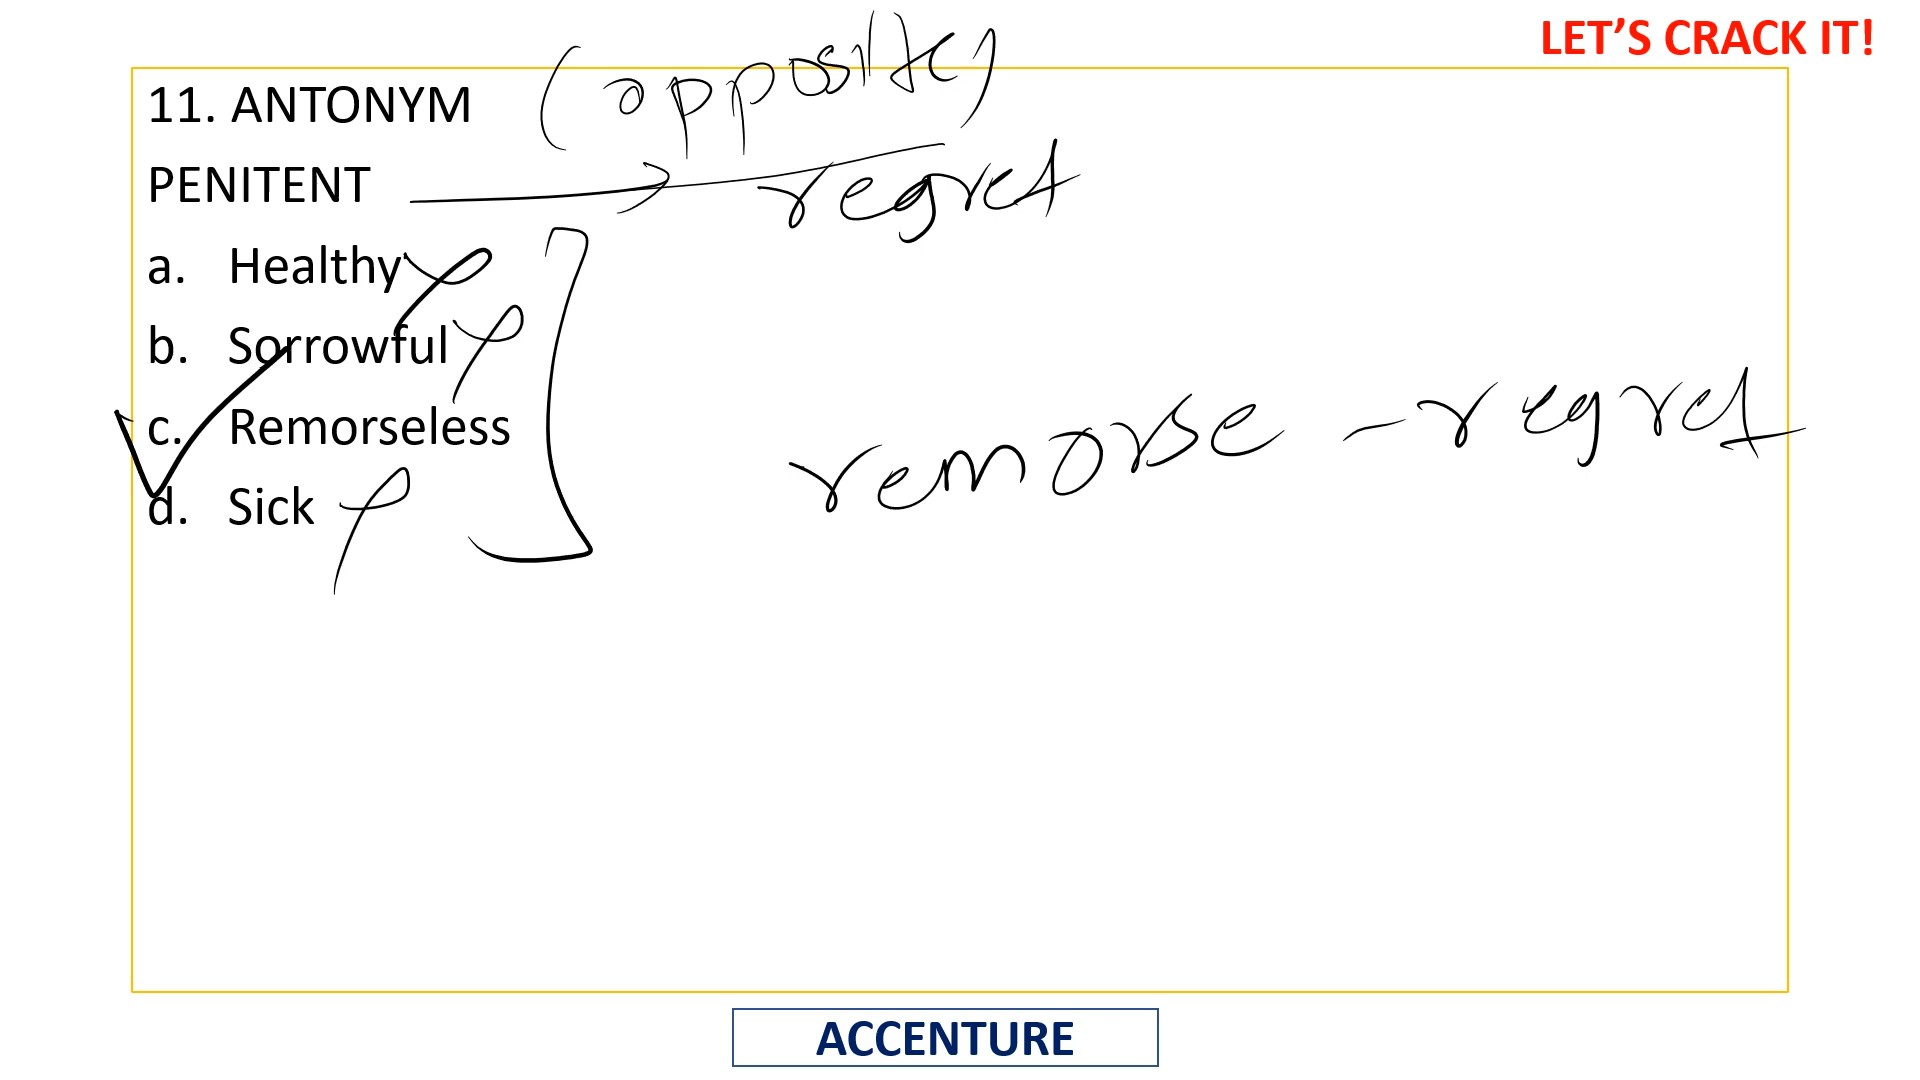 LET’S CRACK IT!
11. ANTONYM (opposite)
PENITENT regret
a. Healthy
b. Sorrowful
c. Remorseless
remorse - regret
d. Sick
ACCENTURE